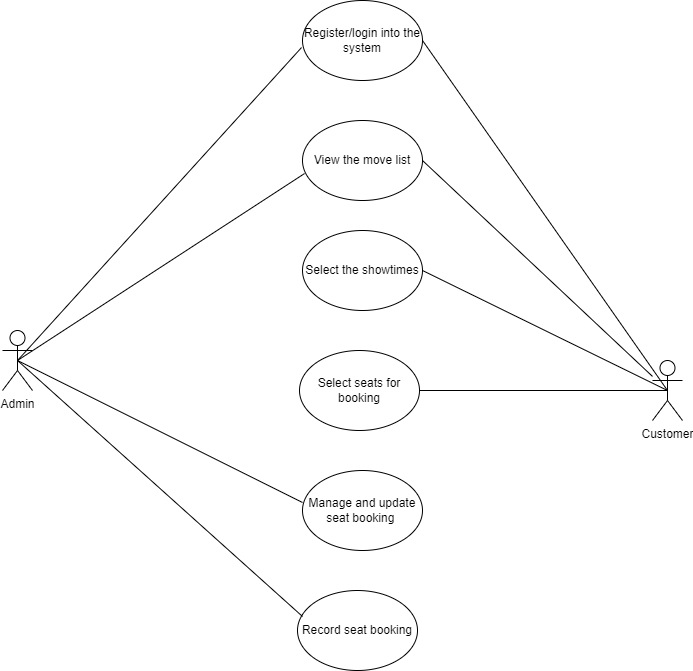 Register/login into the
system
View the move list
Select the showtimes
Select seats for
booking
Admin
Customer
Manage and update
seat booking
Record seat booking